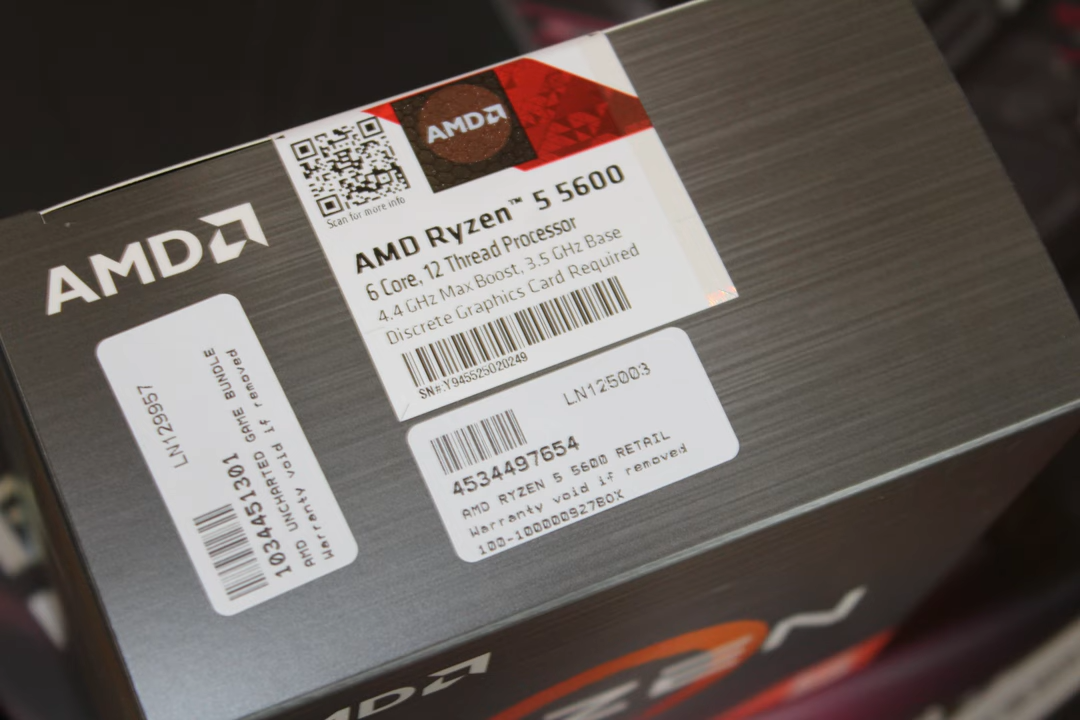 AMD
AMD
Scan for more info
AMD Ryzen™ 5 5600
6 Core, 12 Thread Processor
4.4 GHz Max Boost, 3.5 GHz Base
Discrete Graphics Card Required
SN#:Y945525020249
LN129957
1034451301
AMD UNCHARTED GAME BUNDLE
Warranty void if removed
LN125003
4534497654
AMD RYZEN 5 5600 RETAIL
Warranty void if removed
100-100000927BOX
AMD